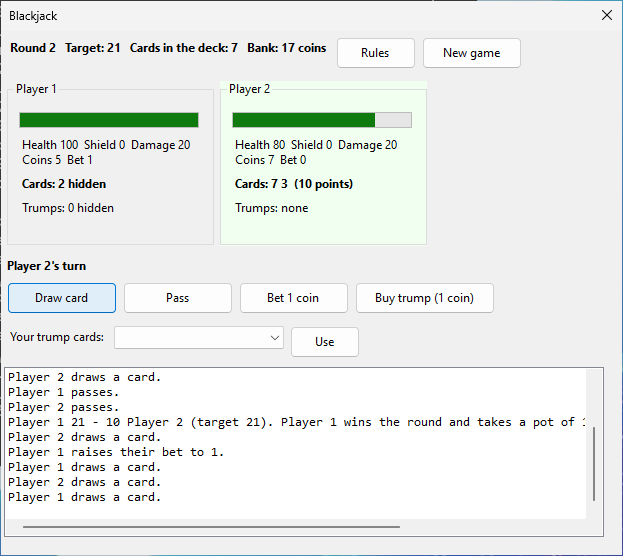 Blackjack
Round 2 Target: 21 Cards in the deck: 7 Bank: 17 coins Rules New game
Player 1 Player 2
Health 100 Shield 0 Damage 20 Health 80 Shield 0 Damage 20
Coins 5 Bet 1 Coins 7 Bet 0
Cards: 2 hidden Cards: 7 3 (10 points)
Trumps: 0 hidden Trumps: none
Player 2's turn
Draw card Pass Bet 1 coin Buy trump (1 coin)
Your trump cards: Use
Player 2 draws a card.
Player 1 passes.
Player 2 passes.
Player 1 21 - 10 Player 2 (target 21). Player 1 wins the round and takes a pot of
Player 2 draws a card.
Player 1 raises their bet to 1.
Player 1 draws a card.
Player 2 draws a card.
Player 1 draws a card.